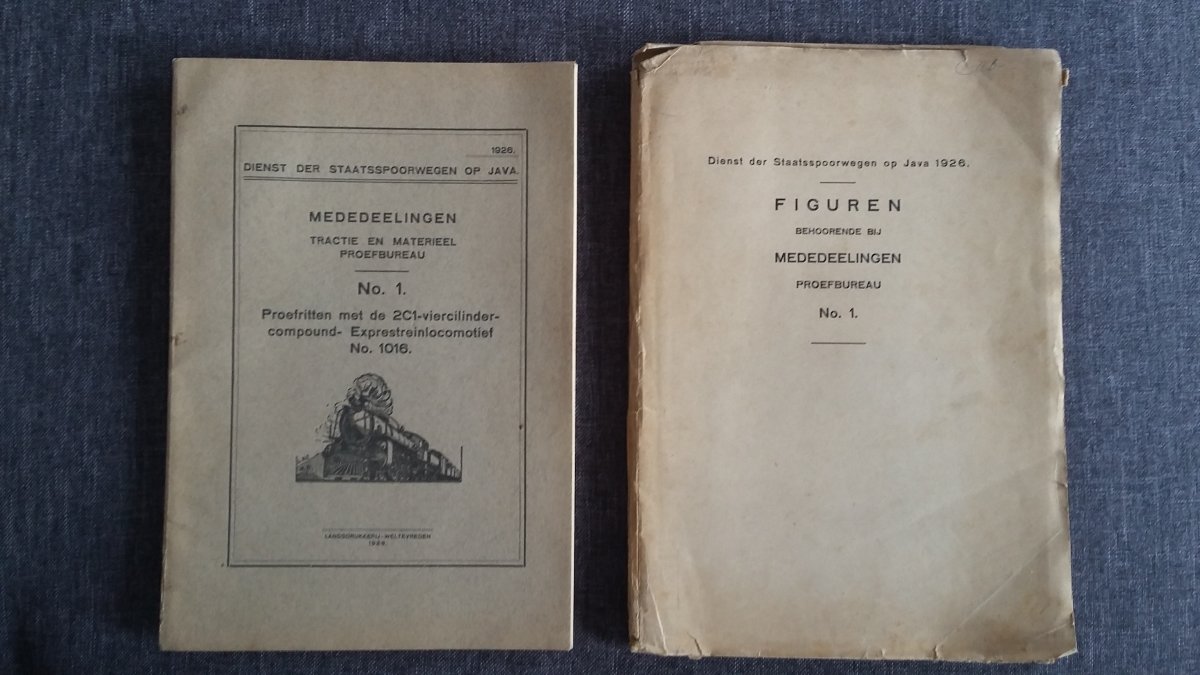 1926.
DIENST DER STAATSSPOORWEGEN OP JAVA.
MEDEDEELINGEN
TRACTIE EN MATERIEEL
PROEFBUREAU
No. 1.
Proefritten met de 2C1-viercilinder-
compound- Exprestreinlocomotief
No. 1016.
LANDSDRUKKERIJ-WELTEVREDEN
1926.
Dienst der Staatsspoorwegen op Java 1926.
FIGUREN
BEHOORENDE BIJ
MEDEDEELINGEN
PROEFBUREAU
No. 1.